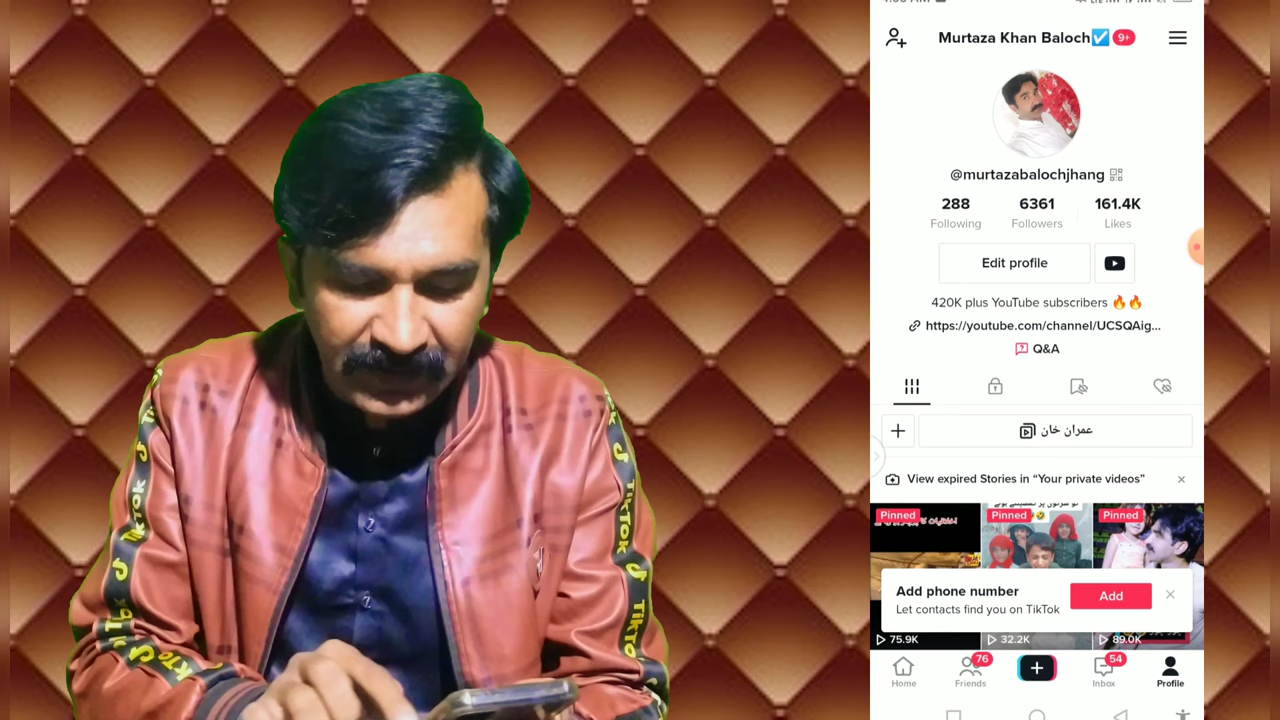 Murtaza Khan Baloch☑️ 9+
@murtazabalochjhang
288 6361 161.4K
Following Followers Likes
Edit profile
420K plus YouTube subscribers 🔥🔥
https://youtube.com/channel/UCSQAig...
Q&A
عمران خان
View expired Stories in “Your private videos”
Pinned Pinned Pinned
Add phone number
Let contacts find you on TikTok
Add
75.9K 32.2K 89.0K
76 54
Home Friends Inbox Profile
TikTok
TikTok
TikTok
TikTok